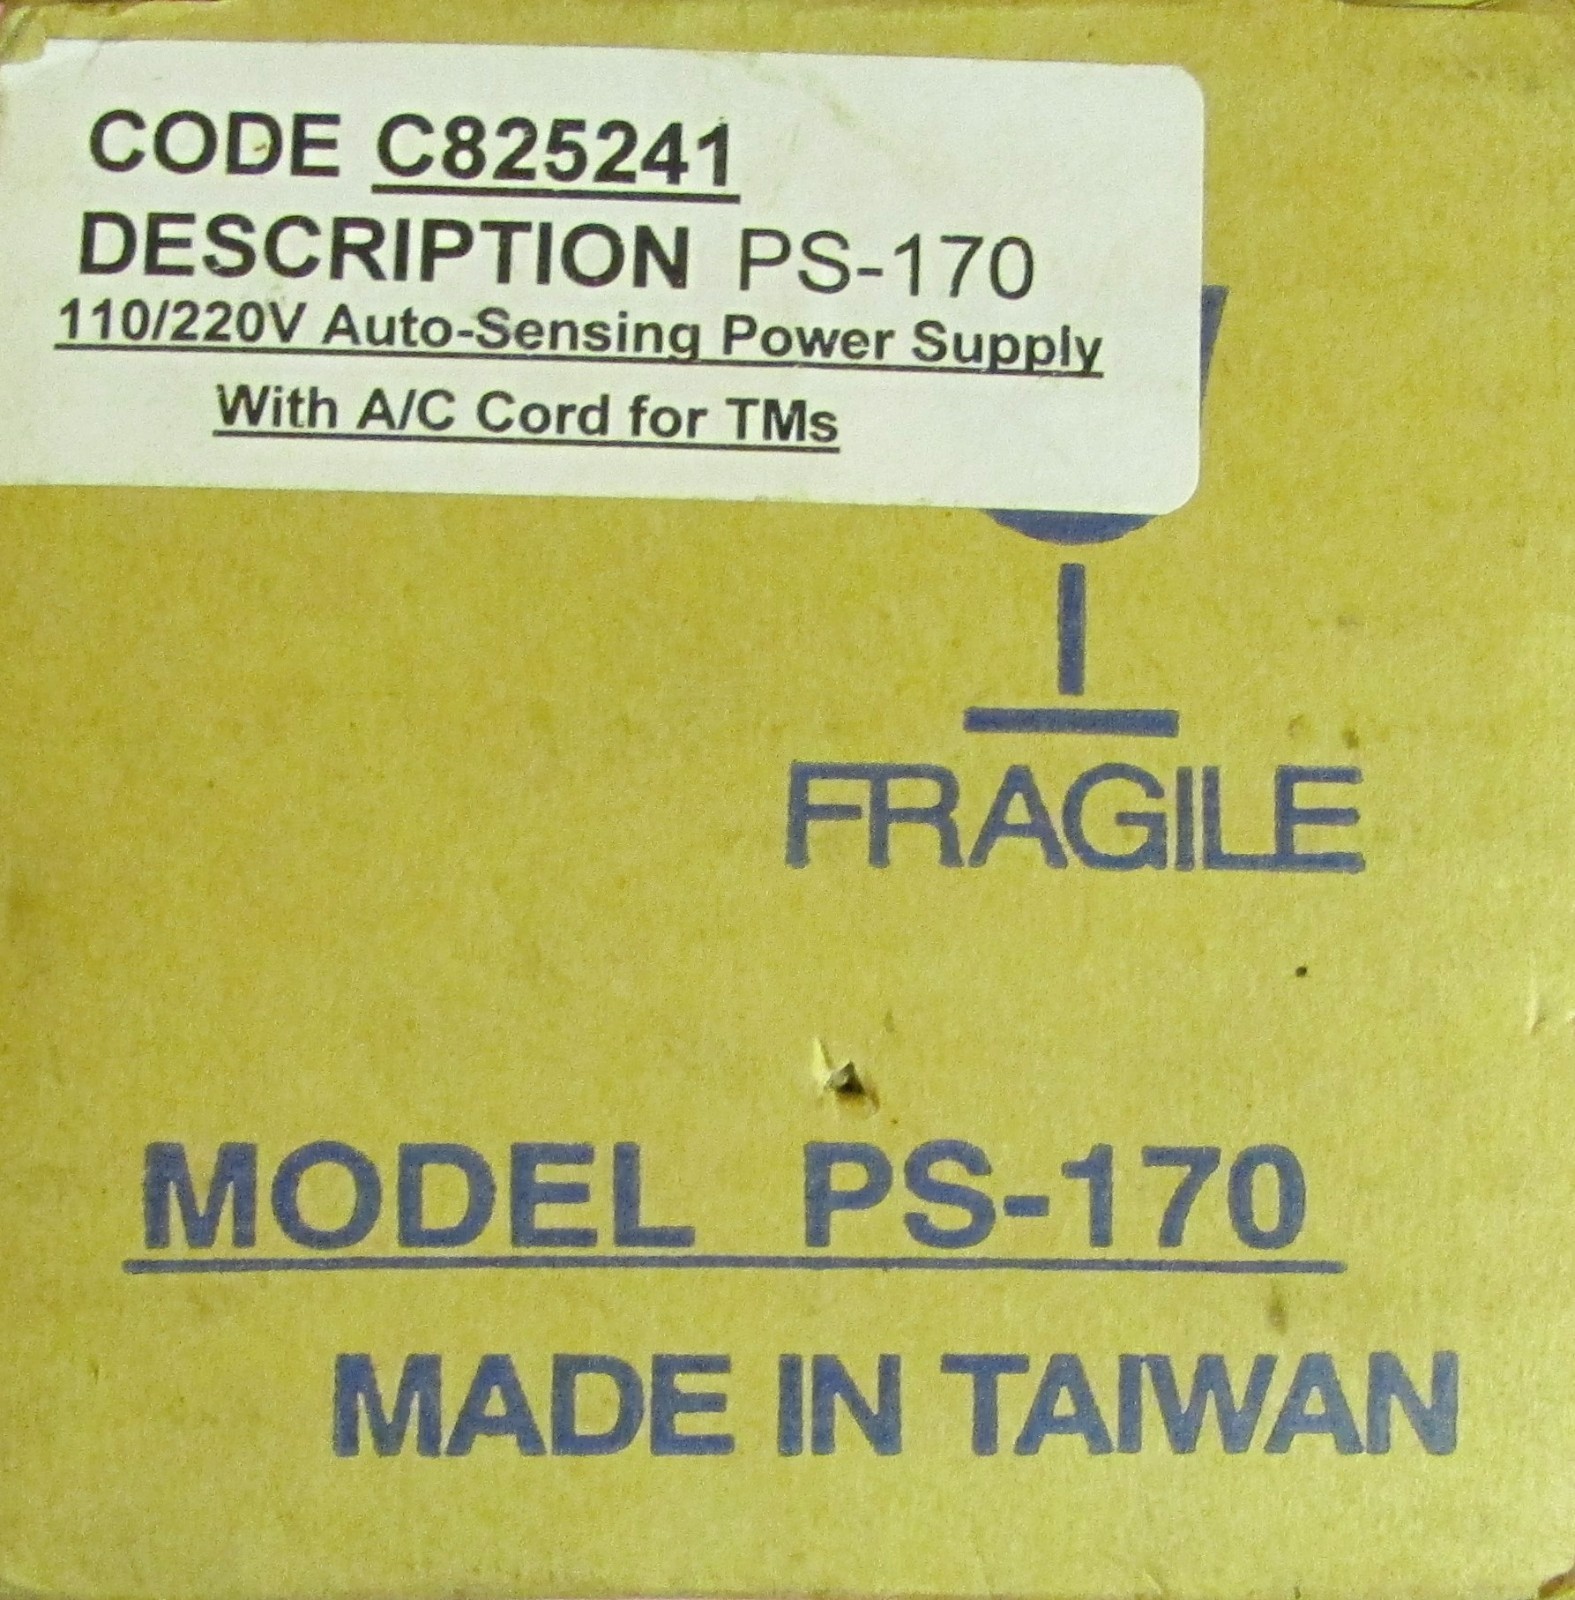 CODE C825241
DESCRIPTION PS-170
110/220V Auto-Sensing Power Supply
With A/C Cord for TMs
FRAGILE
MODEL PS-170
MADE IN TAIWAN